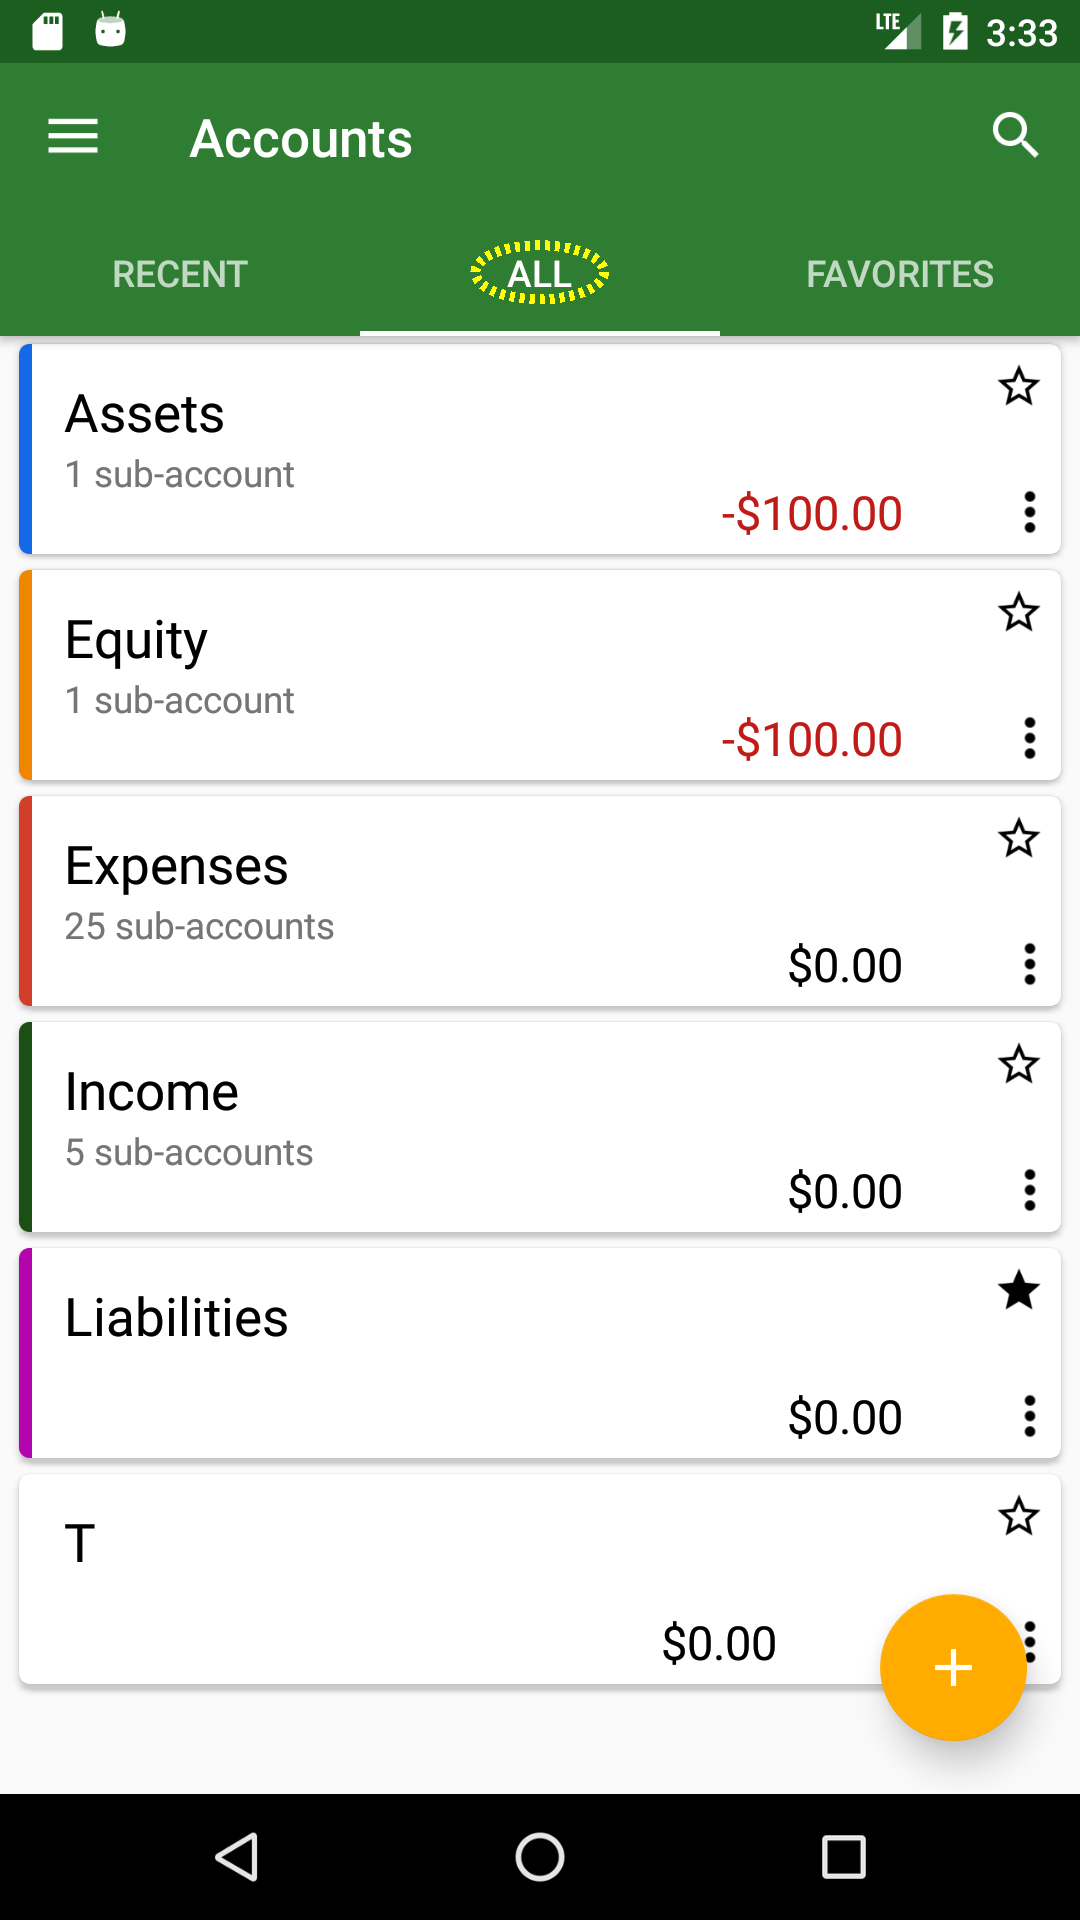 LTE 3:33
Accounts
RECENT ALL FAVORITES
Assets
1 sub-account
-$100.00
Equity
1 sub-account
-$100.00
Expenses
25 sub-accounts
$0.00
Income
5 sub-accounts
$0.00
Liabilities
$0.00
T
$0.00